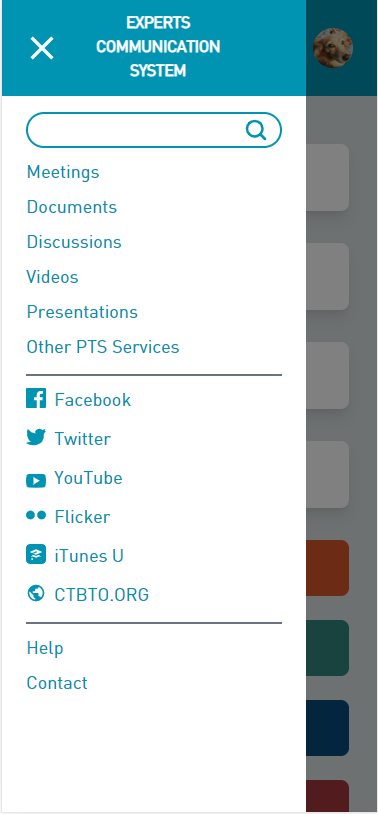 EXPERTS
COMMUNICATION
SYSTEM
Meetings
Documents
Discussions
Videos
Presentations
Other PTS Services
Facebook
Twitter
YouTube
Flicker
iTunes U
CTBTO.ORG
Help
Contact